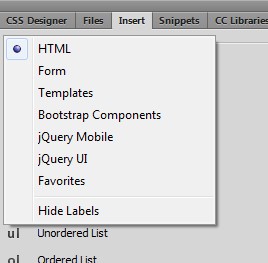 CSS Designer Files Insert Snippets CC Libraries
HTML
Form
Templates
Bootstrap Components
jQuery Mobile
jQuery UI
Favorites
Hide Labels
ul Unordered List
ol Ordered List